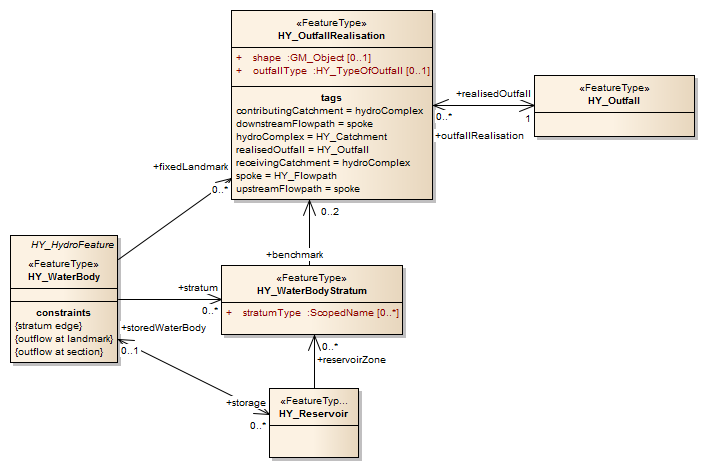 «FeatureType»
HY_OutfallRealisation
+ shape :GM_Object [0..1]
+ outfallType :HY_TypeOfOutfall [0..1]
tags
contributingCatchment = hydroComplex
downstreamFlowpath = spoke
hydroComplex = HY_Catchment
realisedOutfall = HY_Outfall
receivingCatchment = hydroComplex
spoke = HY_Flowpath
upstreamFlowpath = spoke
+realisedOutfall
0..*
1
+outfallRealisation
«FeatureType»
HY_Outfall
+fixedLandmark
0..*
0..2
+benchmark
HY_HydroFeature
«FeatureType»
HY_WaterBody
constraints
{stratum edge}
{outflow at landmark}
{outflow at section}
+stratum
0..*
«FeatureType»
HY_WaterBodyStratum
+ stratumType :ScopedName [0..*]
+storedWaterBody
0..1
0..*
+reservoirZone
+storage
0..*
«FeatureTyp...
HY_Reservoir